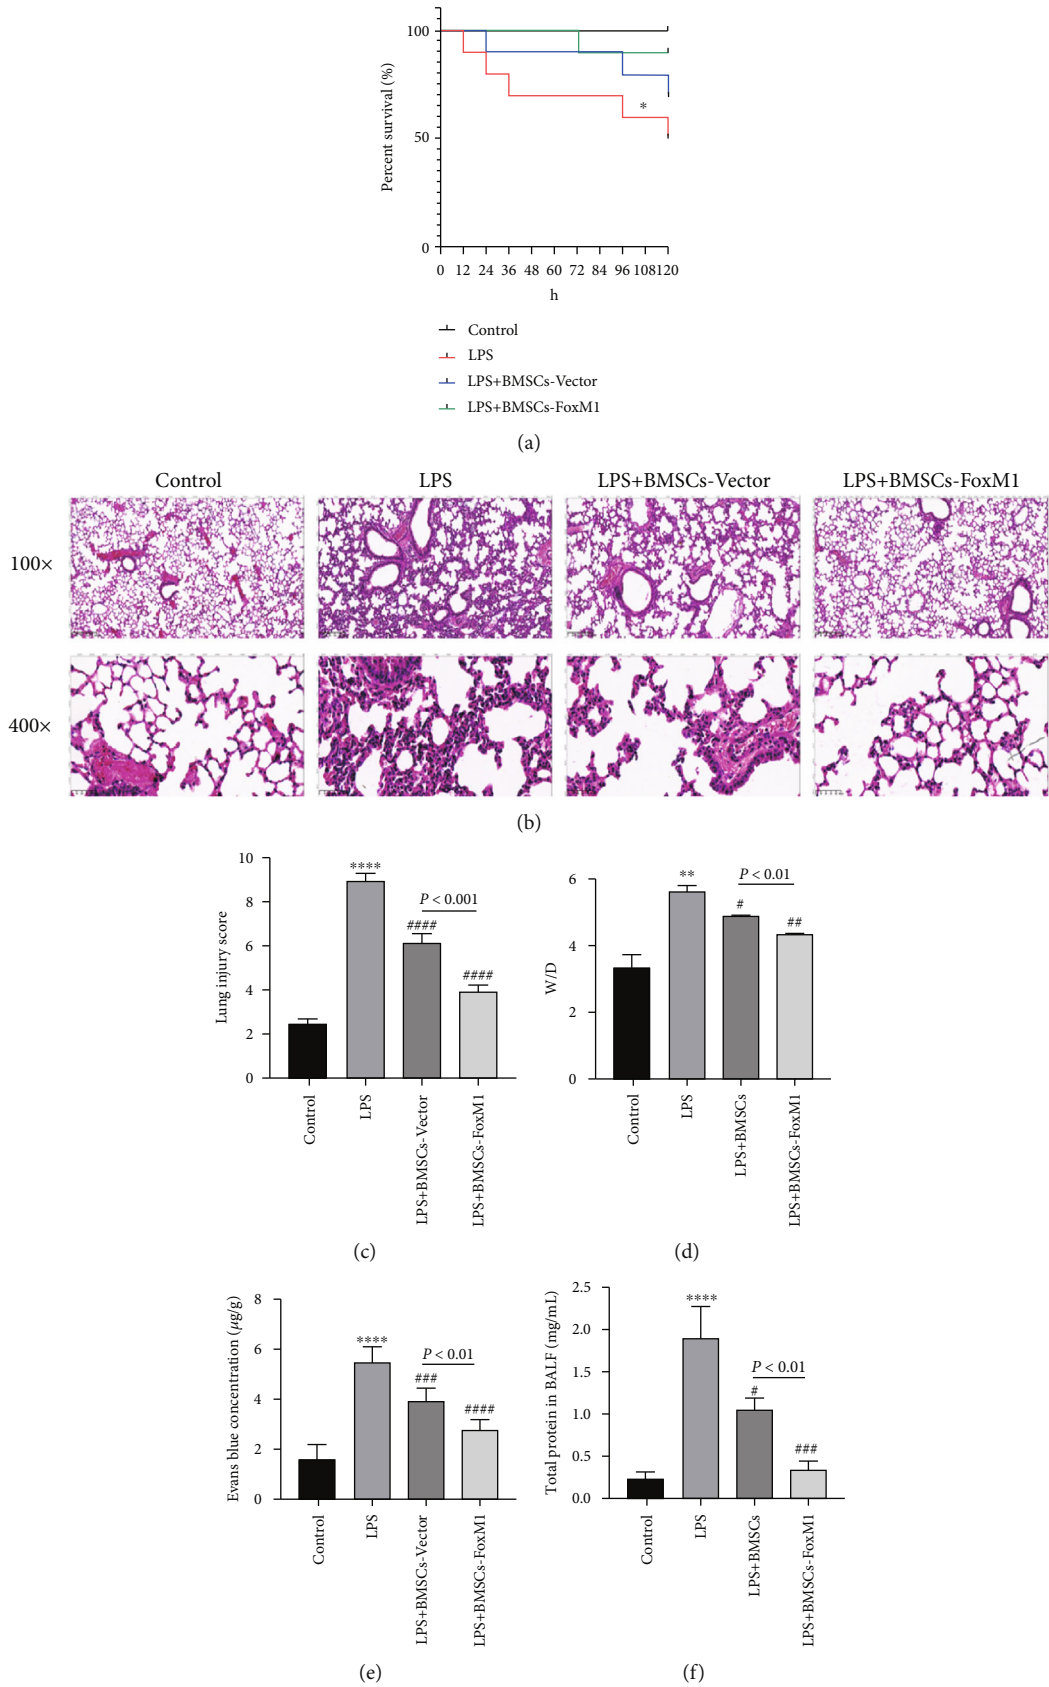 100
50
0
Percent survival (%)
*
0 12 24 36 48 60 72 84 96 108120
h
Control
LPS
LPS+BMSCs-Vector
LPS+BMSCs-FoxM1
(a)
Control LPS LPS+BMSCs-Vector LPS+BMSCs-FoxM1
100×
400×
(b)
10
8
6
4
2
0
Lung injury score
****
P < 0.001
####
####
Control
LPS
LPS+BMSCs-Vector
LPS+BMSCs-FoxM1
(c)
6
4
2
0
W/D
**
P < 0.01
#
##
Control
LPS
LPS+BMSCs
LPS+BMSCs-FoxM1
(d)
8
6
4
2
0
Evans blue concentration (μg/g)
****
P < 0.01
###
####
Control
LPS
LPS+BMSCs-Vector
LPS+BMSCs-FoxM1
(e)
2.5
2.0
1.5
1.0
0.5
0.0
Total protein in BALF (mg/mL)
****
P < 0.01
#
###
Control
LPS
LPS+BMSCs
LPS+BMSCs-FoxM1
(f)